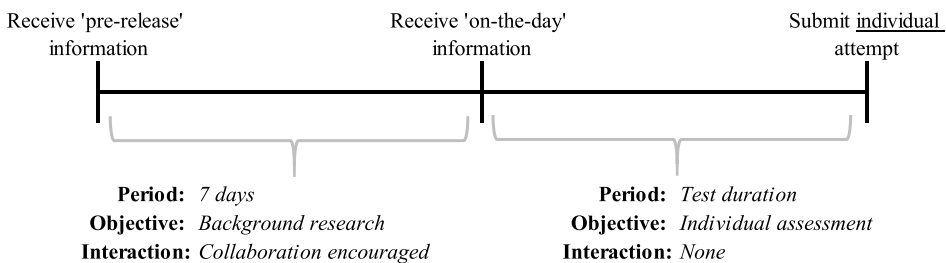 Receive 'pre-release'
information
Receive 'on-the-day'
information
Submit individual
attempt
Period: 7 days
Objective: Background research
Interaction: Collaboration encouraged
Period: Test duration
Objective: Individual assessment
Interaction: None